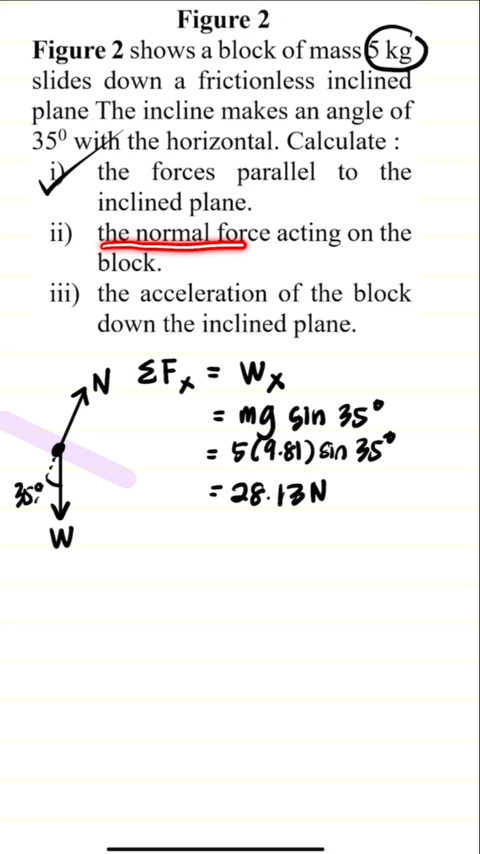 Figure 2
Figure 2 shows a block of mass 5 kg
slides down a frictionless inclined
plane The incline makes an angle of
35⁰ with the horizontal. Calculate :
i) the forces parallel to the
inclined plane.
ii) the normal force acting on the
block.
iii) the acceleration of the block
down the inclined plane.
N ΣFx = Wx
= mg sin 35°
= 5(9.81) sin 35°
35° = 28.13N
W